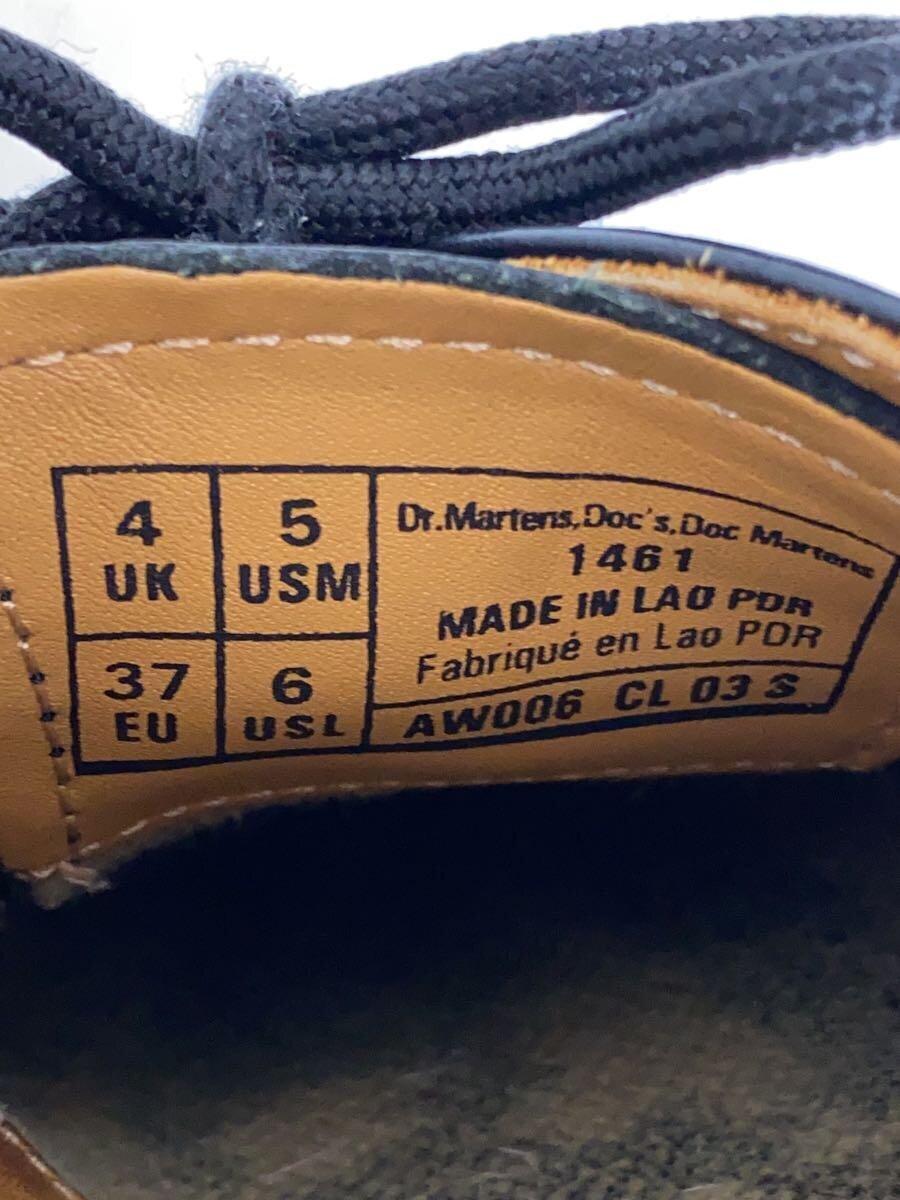 4
UK
5
USM
37
EU
6
USL
Dr.Martens,Doc's,Doc Martens
1461
MADE IN LAO PDR
Fabriqué en Lao PDR
AW006 CL 03 S